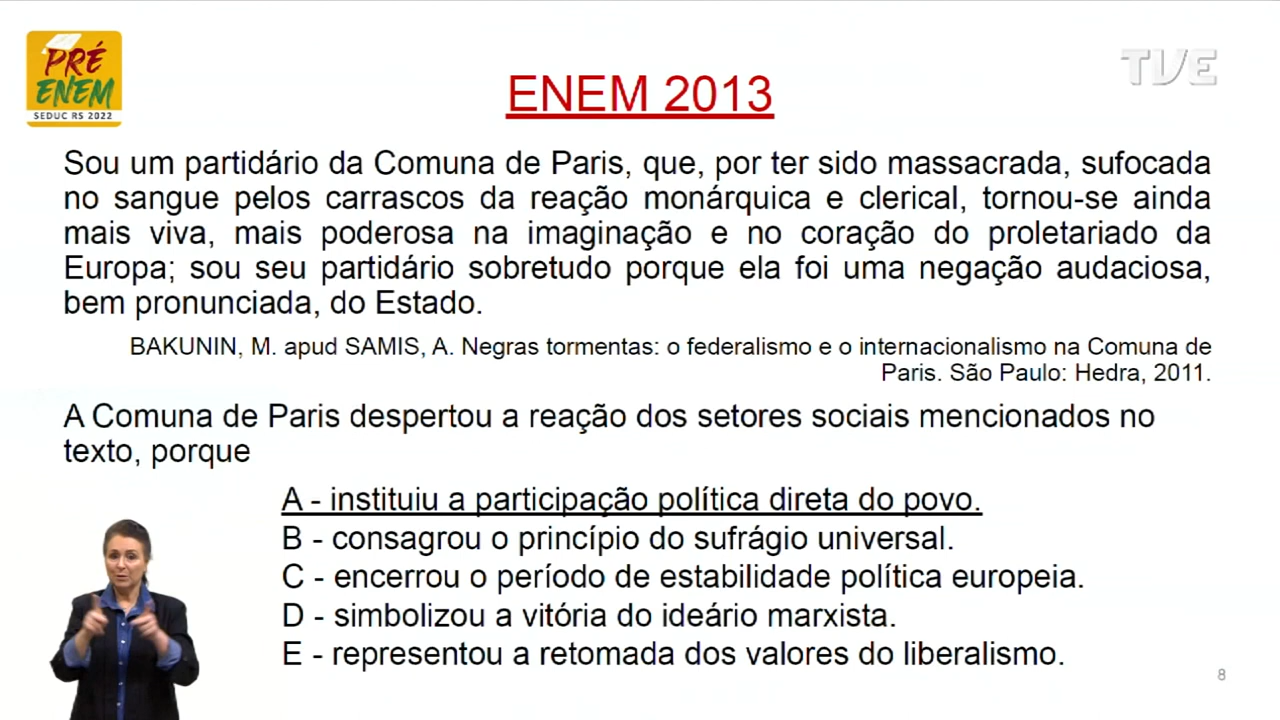 PRÉ
ENEM
SEDUC RS 2022
TVE
ENEM 2013
Sou um partidário da Comuna de Paris, que, por ter sido massacrada, sufocada
no sangue pelos carrascos da reação monárquica e clerical, tornou-se ainda
mais viva, mais poderosa na imaginação e no coração do proletariado da
Europa; sou seu partidário sobretudo porque ela foi uma negação audaciosa,
bem pronunciada, do Estado.
BAKUNIN, M. apud SAMIS, A. Negras tormentas: o federalismo e o internacionalismo na Comuna de
Paris. São Paulo: Hedra, 2011.
A Comuna de Paris despertou a reação dos setores sociais mencionados no
texto, porque
A - instituiu a participação política direta do povo.
B - consagrou o princípio do sufrágio universal.
C - encerrou o período de estabilidade política europeia.
D - simbolizou a vitória do ideário marxista.
E - representou a retomada dos valores do liberalismo.
8